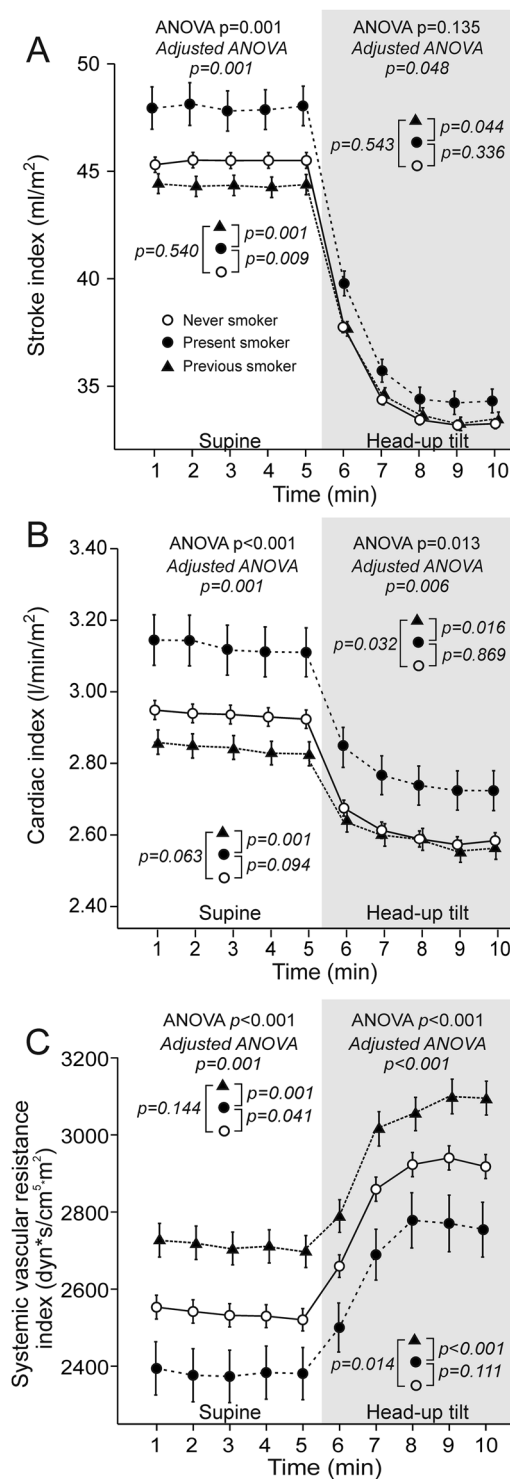 A
ANOVA p=0.001
Adjusted ANOVA
p=0.001
ANOVA p=0.135
Adjusted ANOVA
p=0.048
Stroke index (ml/m²)
50
45
40
35
p=0.543
p=0.044
p=0.336
p=0.540
p=0.001
p=0.009
Never smoker
Present smoker
Previous smoker
Supine
Head-up tilt
1 2 3 4 5 6 7 8 9 10
Time (min)
B
ANOVA p<0.001
Adjusted ANOVA
p=0.001
ANOVA p=0.013
Adjusted ANOVA
p=0.006
Cardiac index (l/min/m²)
3.40
3.20
3.00
2.80
2.60
2.40
p=0.032
p=0.016
p=0.869
p=0.063
p=0.001
p=0.094
Supine
Head-up tilt
1 2 3 4 5 6 7 8 9 10
Time (min)
C
ANOVA p<0.001
Adjusted ANOVA
p=0.001
ANOVA p<0.001
Adjusted ANOVA
p<0.001
Systemic vascular resistance
index (dyn*s/cm⁵*m²)
3200
3000
2800
2600
2400
p=0.144
p=0.001
p=0.041
p=0.014
p<0.001
p=0.111
Supine
Head-up tilt
1 2 3 4 5 6 7 8 9 10
Time (min)